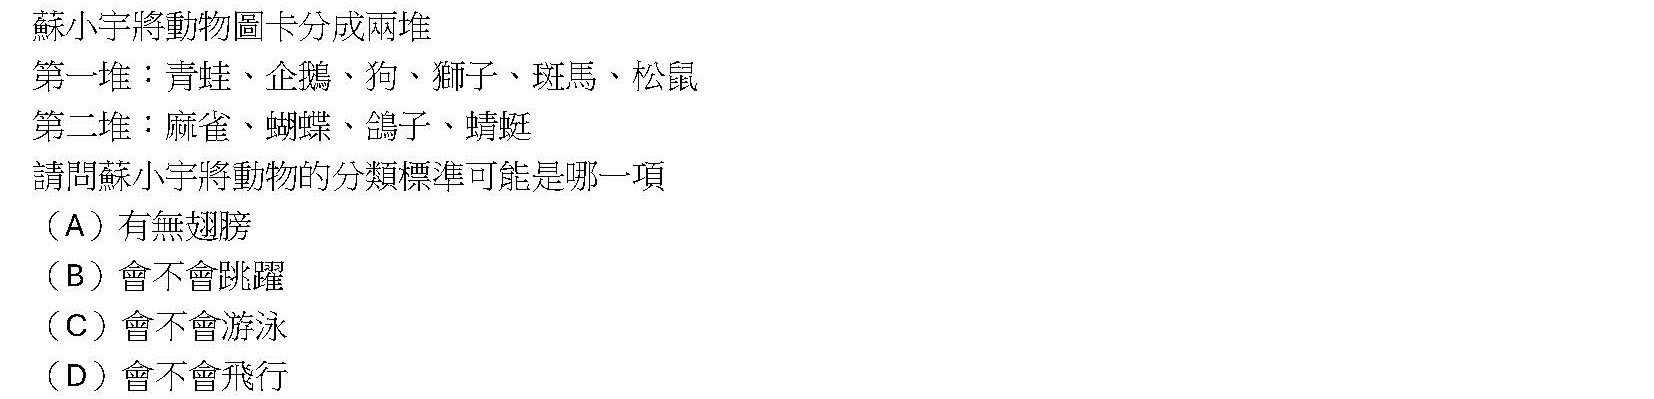 蘇小宇將動物圖卡分成兩堆
第一堆：青蛙、企鵝、狗、獅子、斑馬、松鼠
第二堆：麻雀、蝴蝶、鴿子、蜻蜓
請問蘇小宇將動物的分類標準可能是哪一項
（A）有無翅膀
（B）會不會跳躍
（C）會不會游泳
（D）會不會飛行